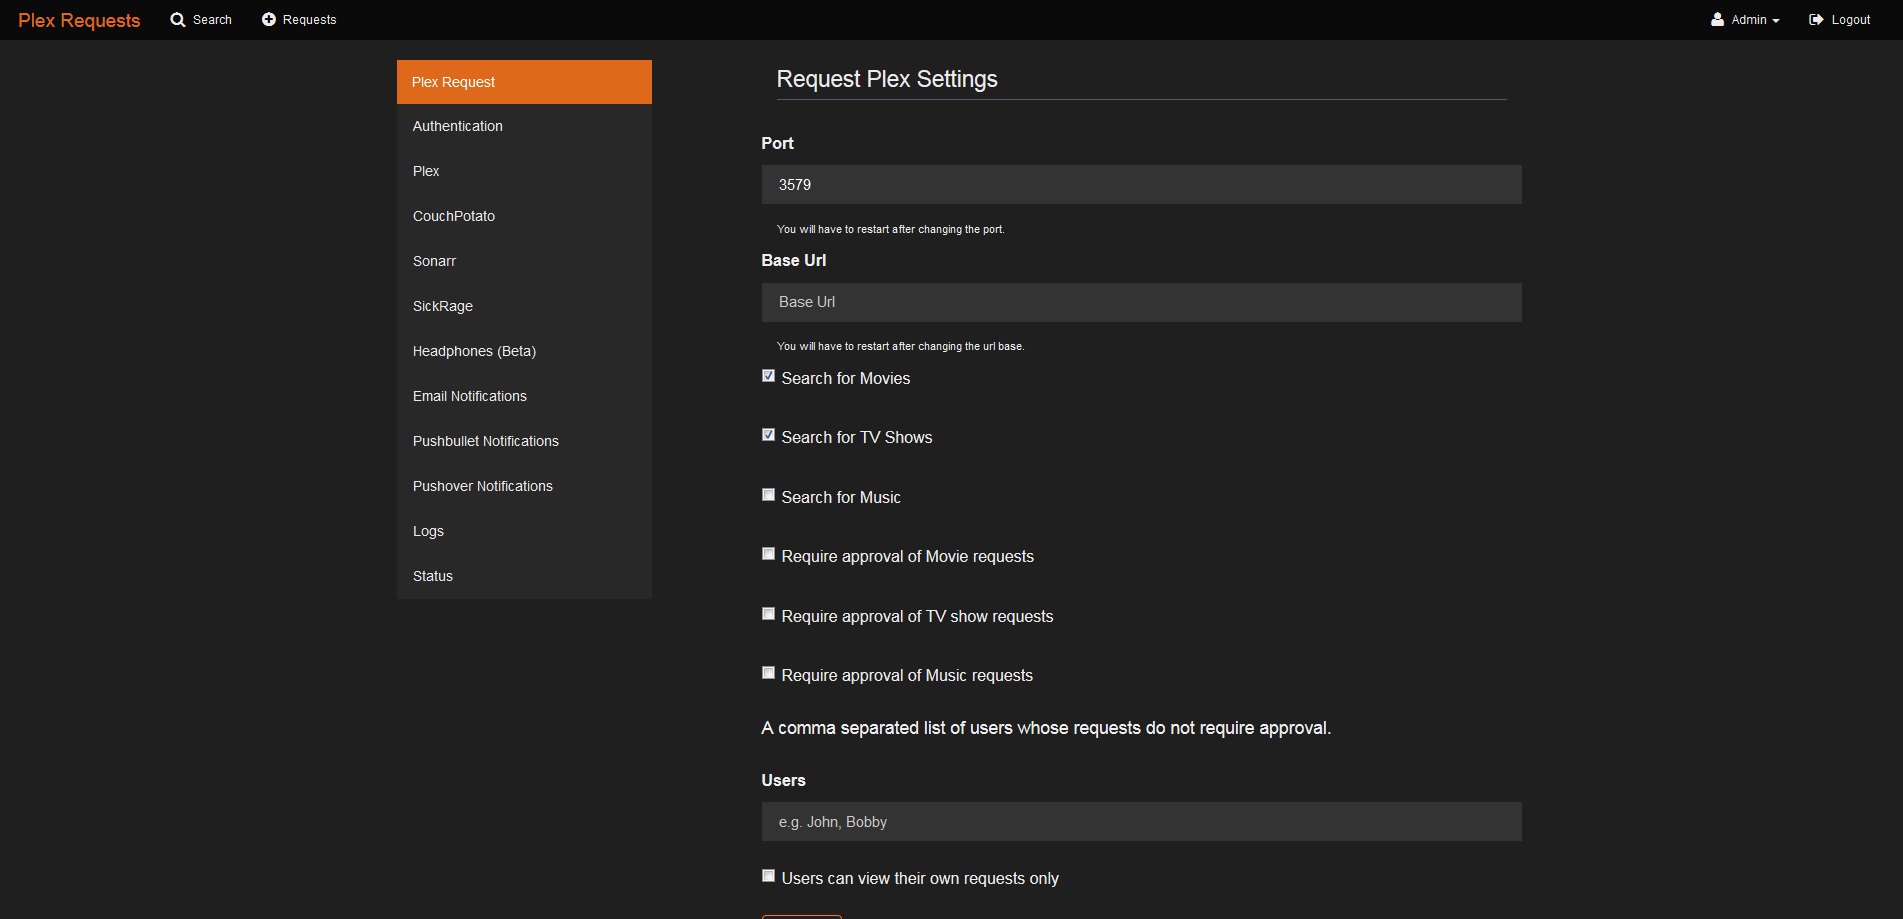 Plex Requests Search Requests Admin Logout
Plex Request
Authentication
Plex
CouchPotato
Sonarr
SickRage
Headphones (Beta)
Email Notifications
Pushbullet Notifications
Pushover Notifications
Logs
Status
Request Plex Settings
Port
3579
You will have to restart after changing the port.
Base Url
Base Url
You will have to restart after changing the url base.
Search for Movies
Search for TV Shows
Search for Music
Require approval of Movie requests
Require approval of TV show requests
Require approval of Music requests
A comma separated list of users whose requests do not require approval.
Users
e.g. John, Bobby
Users can view their own requests only